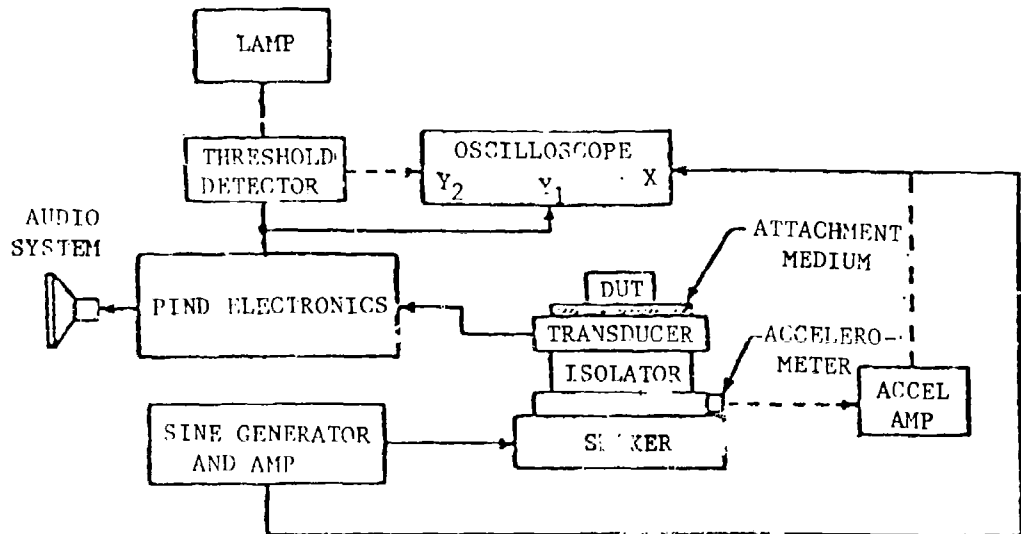 LAMP
THRESHOLD
DETECTOR
OSCILLOSCOPE
Y2 Y1 X
AUDIO
SYSTEM
ATTACHMENT
MEDIUM
PIND ELECTRONICS
DUT
TRANSDUCER
ACCELERO-
METER
ISOLATOR
ACCEL
AMP
SINE GENERATOR
AND AMP